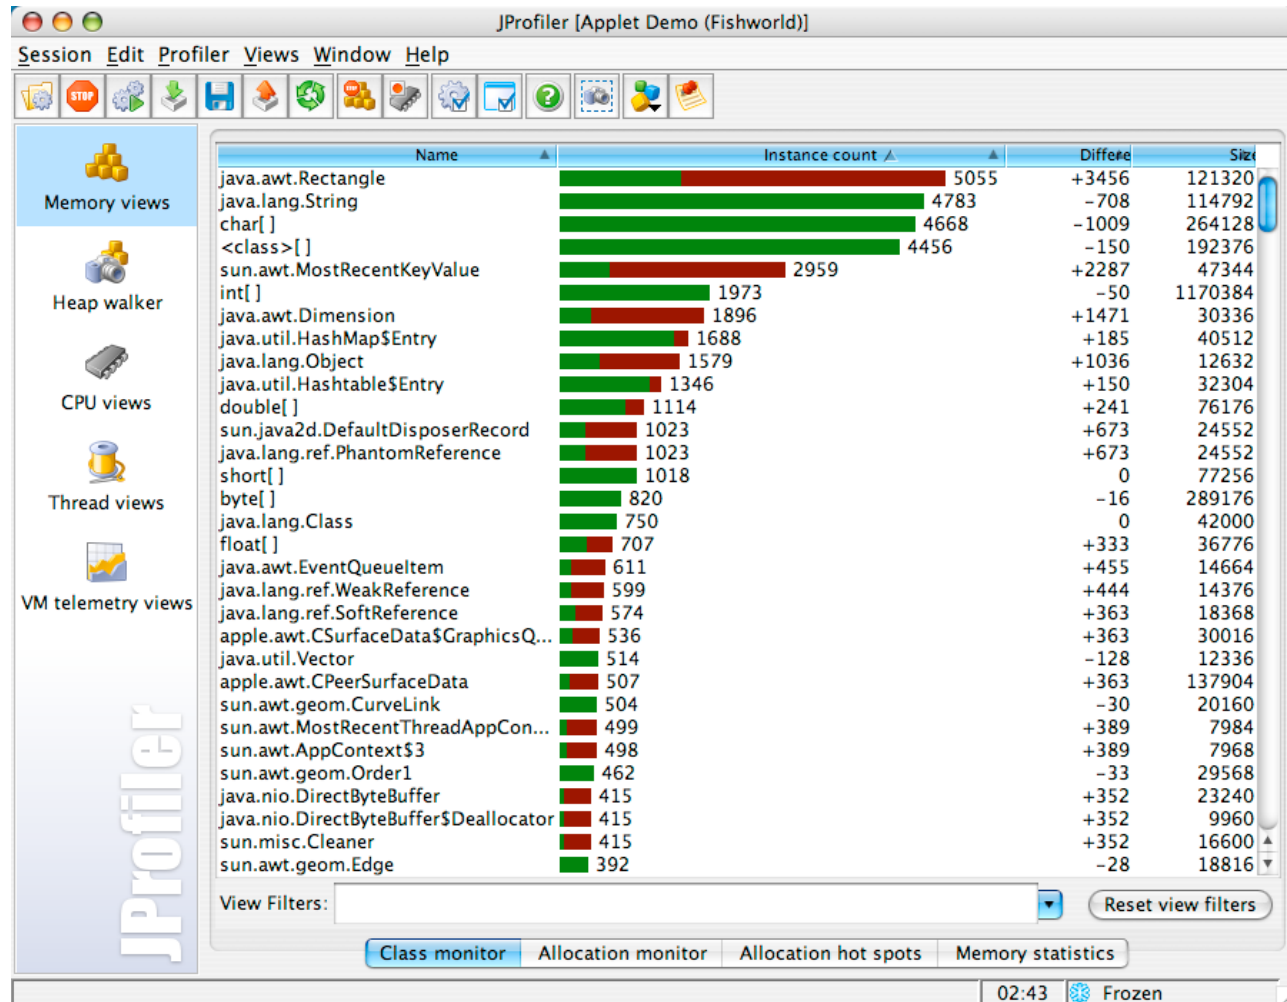 JProfiler [Applet Demo (Fishworld)]
Session Edit Profiler Views Window Help
STOP
Memory views
Heap walker
CPU views
Thread views
VM telemetry views
JProfiler
Name Instance count Differe Size
java.awt.Rectangle 5055 +3456 121320
java.lang.String 4783 -708 114792
char[ ] 4668 -1009 264128
<class>[ ] 4456 -150 192376
sun.awt.MostRecentKeyValue 2959 +2287 47344
int[ ] 1973 -50 1170384
java.awt.Dimension 1896 +1471 30336
java.util.HashMap$Entry 1688 +185 40512
java.lang.Object 1579 +1036 12632
java.util.Hashtable$Entry 1346 +150 32304
double[ ] 1114 +241 76176
sun.java2d.DefaultDisposerRecord 1023 +673 24552
java.lang.ref.PhantomReference 1023 +673 24552
short[ ] 1018 0 77256
byte[ ] 820 -16 289176
java.lang.Class 750 0 42000
float[ ] 707 +333 36776
java.awt.EventQueueItem 611 +455 14664
java.lang.ref.WeakReference 599 +444 14376
java.lang.ref.SoftReference 574 +363 18368
apple.awt.CSurfaceData$GraphicsQ... 536 +363 30016
java.util.Vector 514 -128 12336
apple.awt.CPeerSurfaceData 507 +363 137904
sun.awt.geom.CurveLink 504 -30 20160
sun.awt.MostRecentThreadAppCon... 499 +389 7984
sun.awt.AppContext$3 498 +389 7968
sun.awt.geom.Order1 462 -33 29568
java.nio.DirectByteBuffer 415 +352 23240
java.nio.DirectByteBuffer$Deallocator 415 +352 9960
sun.misc.Cleaner 415 +352 16600
sun.awt.geom.Edge 392 -28 18816
View Filters: Reset view filters
Class monitor Allocation monitor Allocation hot spots Memory statistics
02:43 Frozen